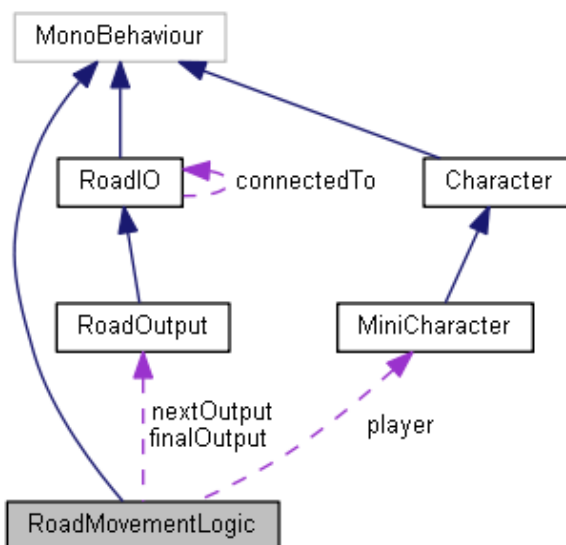 MonoBehaviour
RoadIO
connectedTo
Character
RoadOutput
MiniCharacter
nextOutput
finalOutput
player
RoadMovementLogic